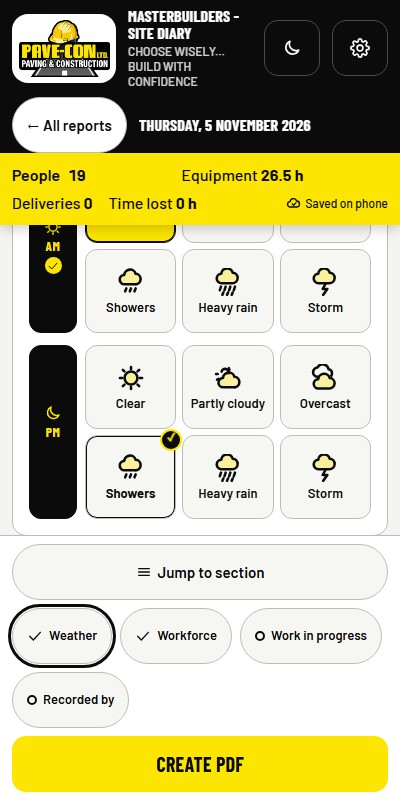 PAVE-CON LTD.
PAVING & CONSTRUCTION
MASTERBUILDERS -
SITE DIARY
CHOOSE WISELY...
BUILD WITH
CONFIDENCE
← All reports
THURSDAY, 5 NOVEMBER 2026
People 19
Equipment 26.5 h
Deliveries 0
Time lost 0 h
Saved on phone
AM
Showers
Heavy rain
Storm
PM
Clear
Partly cloudy
Overcast
Showers
Heavy rain
Storm
Jump to section
Weather
Workforce
Work in progress
Recorded by
CREATE PDF